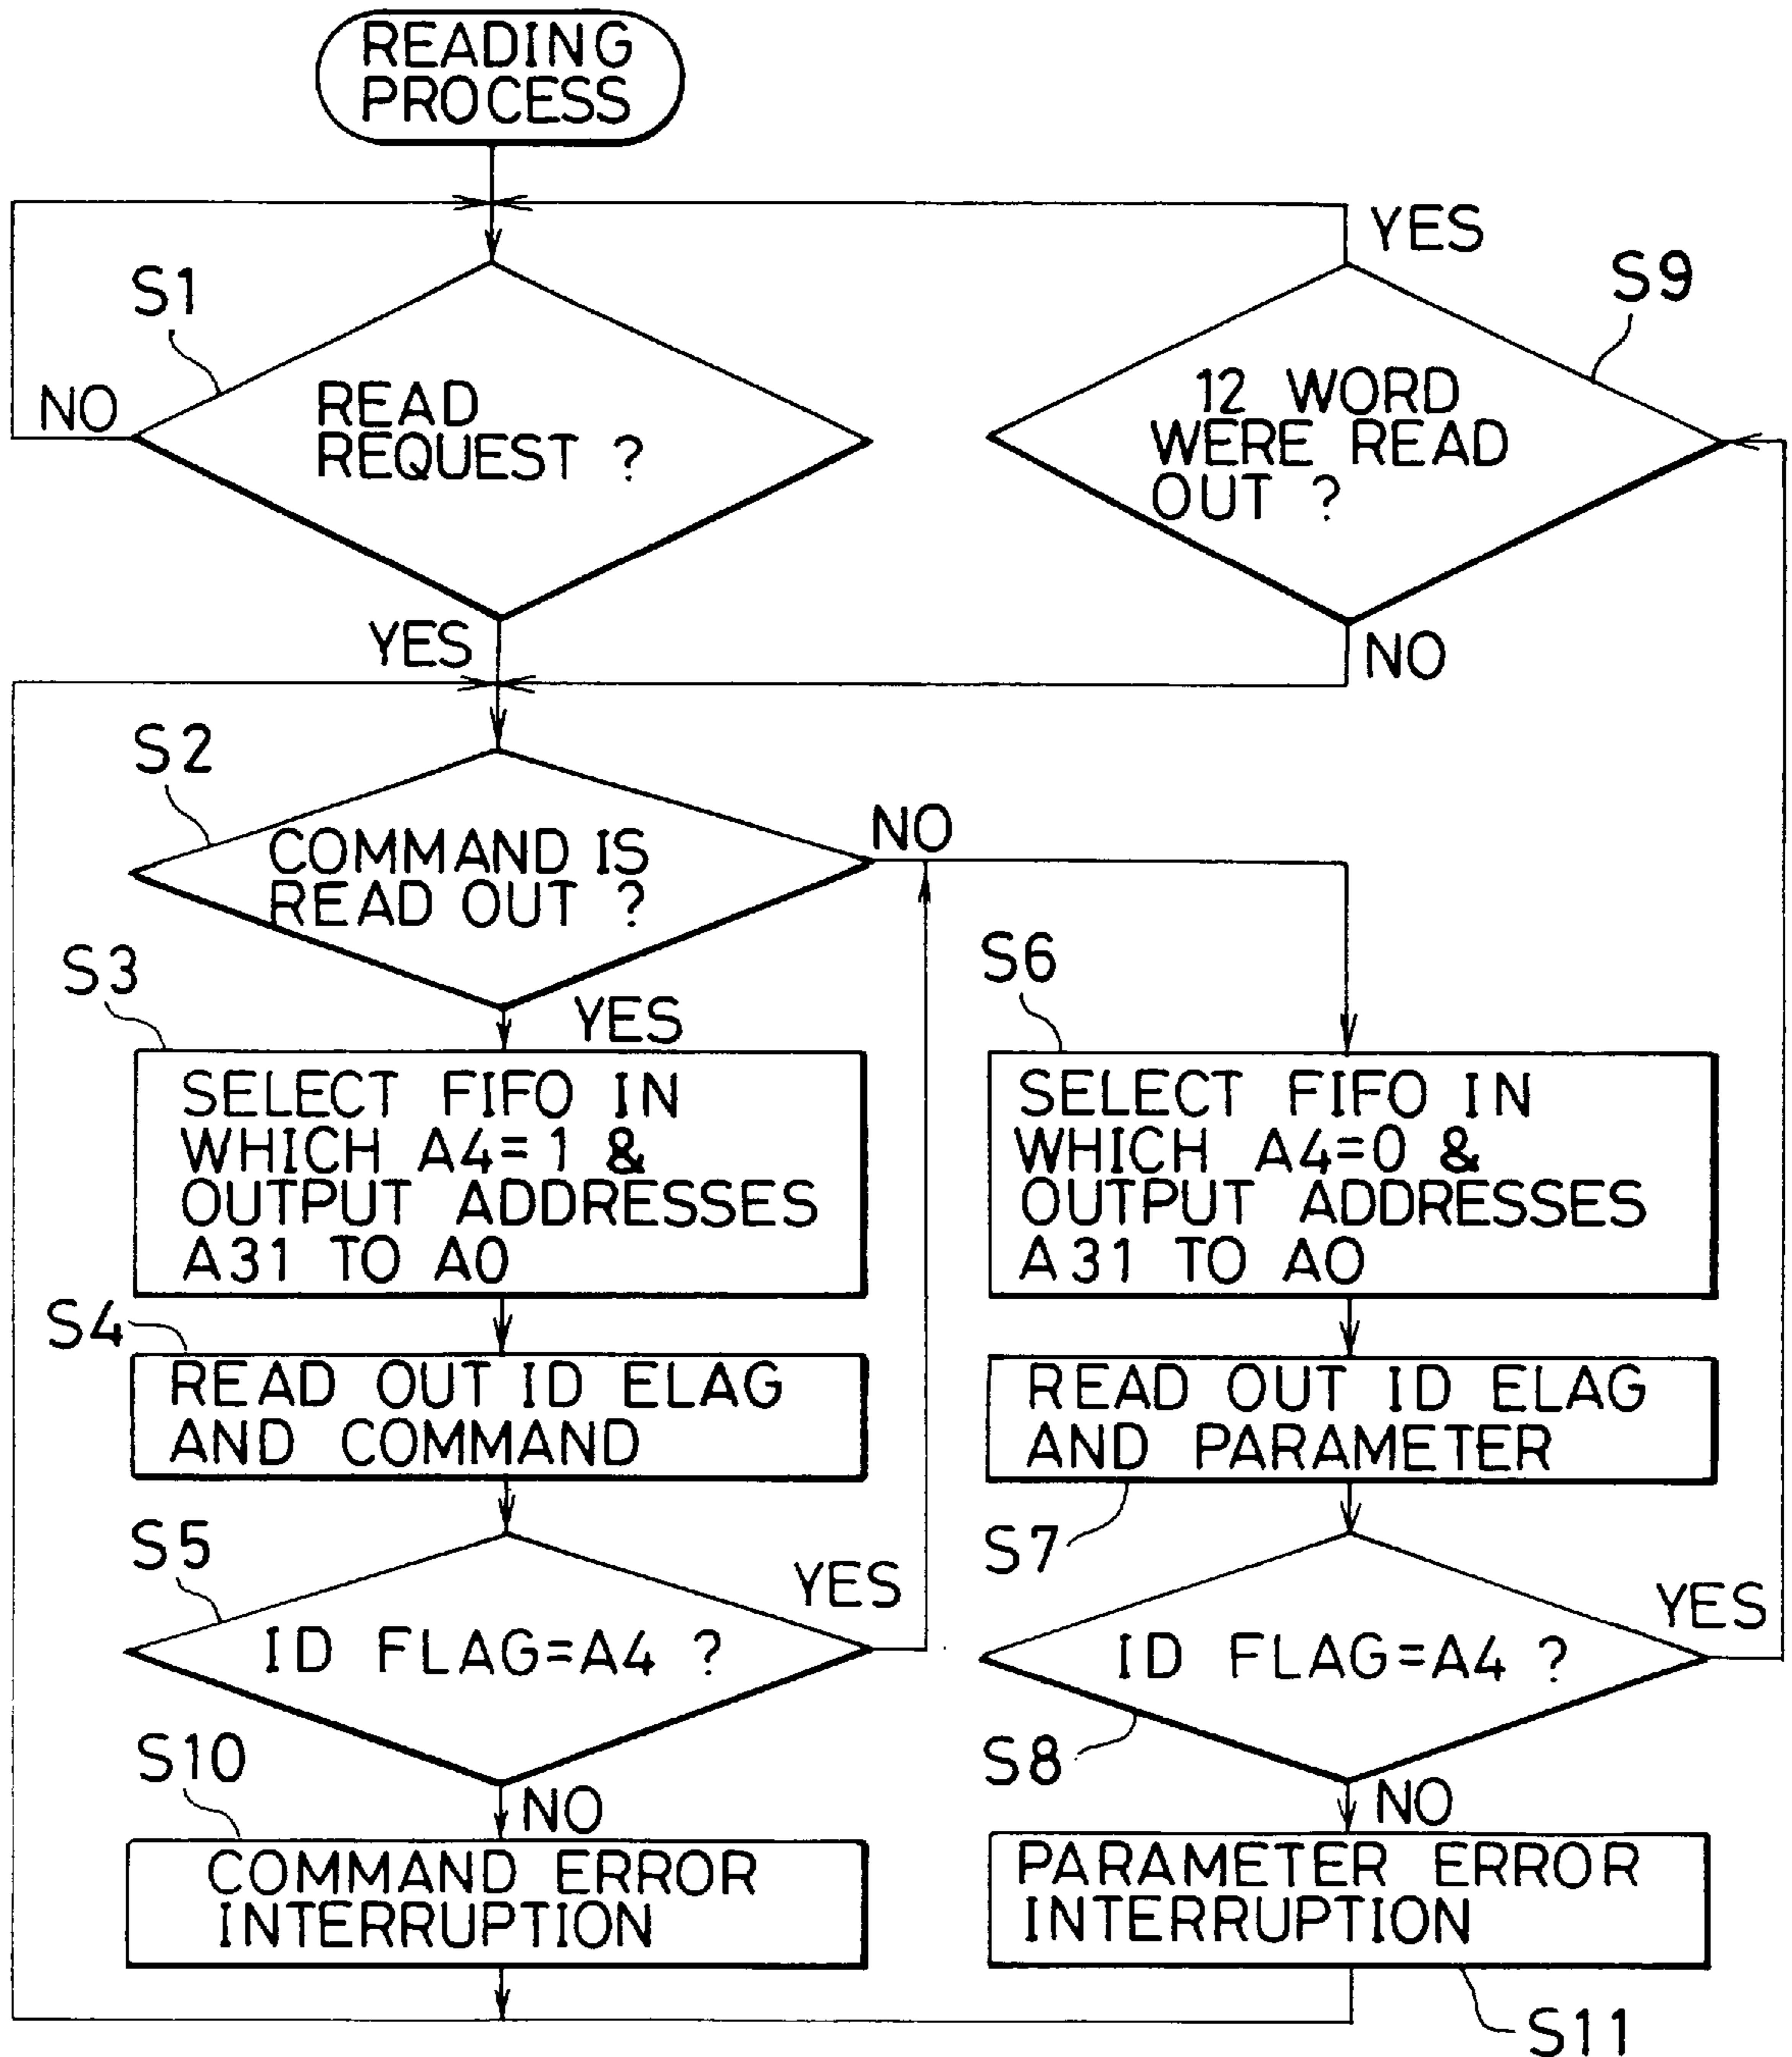 READING
PROCESS
YES
S1
S9
NO
READ
REQUEST ?
12 WORD
WERE READ
OUT ?
YES
NO
S2
COMMAND IS
READ OUT ?
NO
S3
YES
S6
SELECT FIFO IN
WHICH A4=1 &
OUTPUT ADDRESSES
A31 TO A0
SELECT FIFO IN
WHICH A4=0 &
OUTPUT ADDRESSES
A31 TO A0
S4
READ OUT ID ELAG
AND COMMAND
READ OUT ID ELAG
AND PARAMETER
S5
YES
S7
YES
ID FLAG=A4 ?
ID FLAG=A4 ?
S10
NO
S8
NO
COMMAND ERROR
INTERRUPTION
PARAMETER ERROR
INTERRUPTION
S11